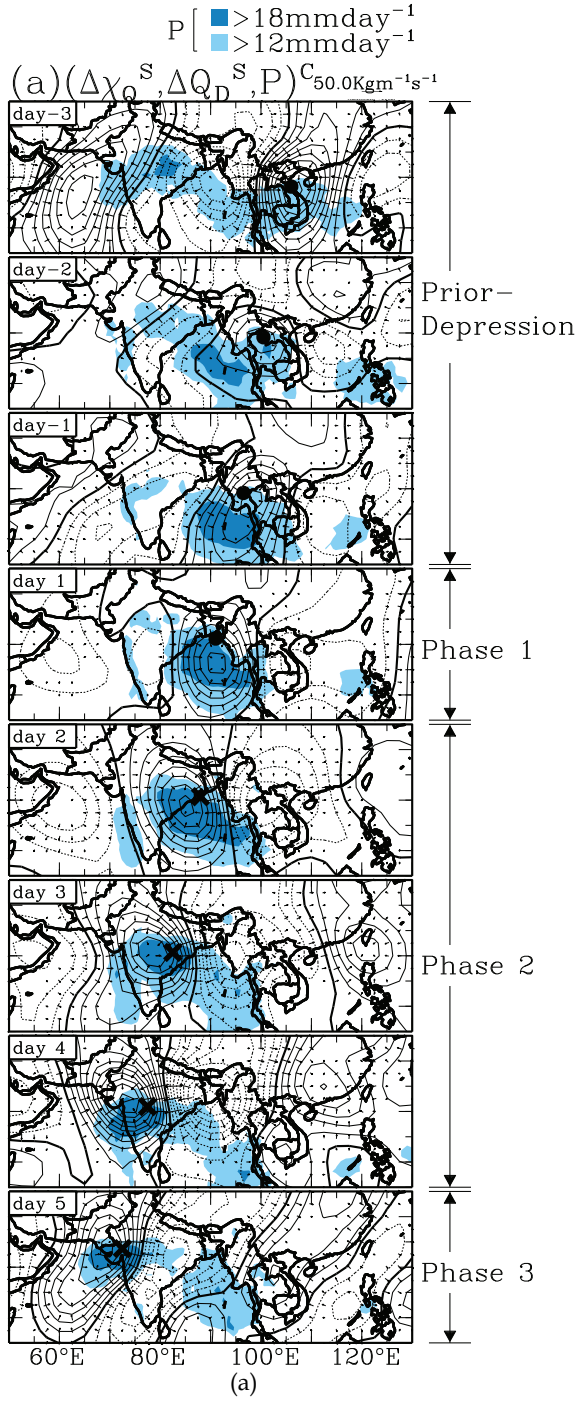 P [ >18mmday⁻¹
>12mmday⁻¹
(a)(Δχ_Q^S,ΔQ_D^S,P)^C 50.0Kgm⁻¹s⁻¹
day-3
day-2
Prior-
Depression
day-1
day 1
Phase 1
day 2
day 3
Phase 2
day 4
day 5
Phase 3
60°E 80°E 100°E 120°E
(a)